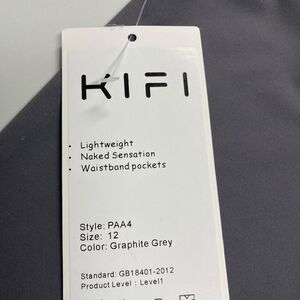 KIFI
• Lightweight
• Naked Sensation
• Waistband pockets
Style: PAA4
Size: 12
Color: Graphite Grey
Standard: GB18401-2012
Product Level: Level1